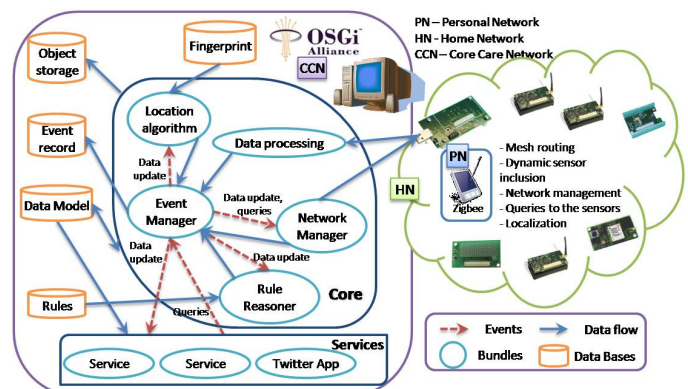 OSGi
Alliance
CCN
PN – Personal Network
HN - Home Network
CCN – Core Care Network
Object
storage
Fingerprint
Event
record
Location
algorithm
Data processing
Data
update
Data Model
Event
Manager
Data update,
queries
Network
Manager
Data
update
Data update
Rules
Queries
Rule
Reasoner
Core
Services
Service
Service
Twitter App
HN
PN
Zigbee
- Mesh routing
- Dynamic sensor
inclusion
- Network management
- Queries to the sensors
- Localization
Events
Data flow
Bundles
Data Bases